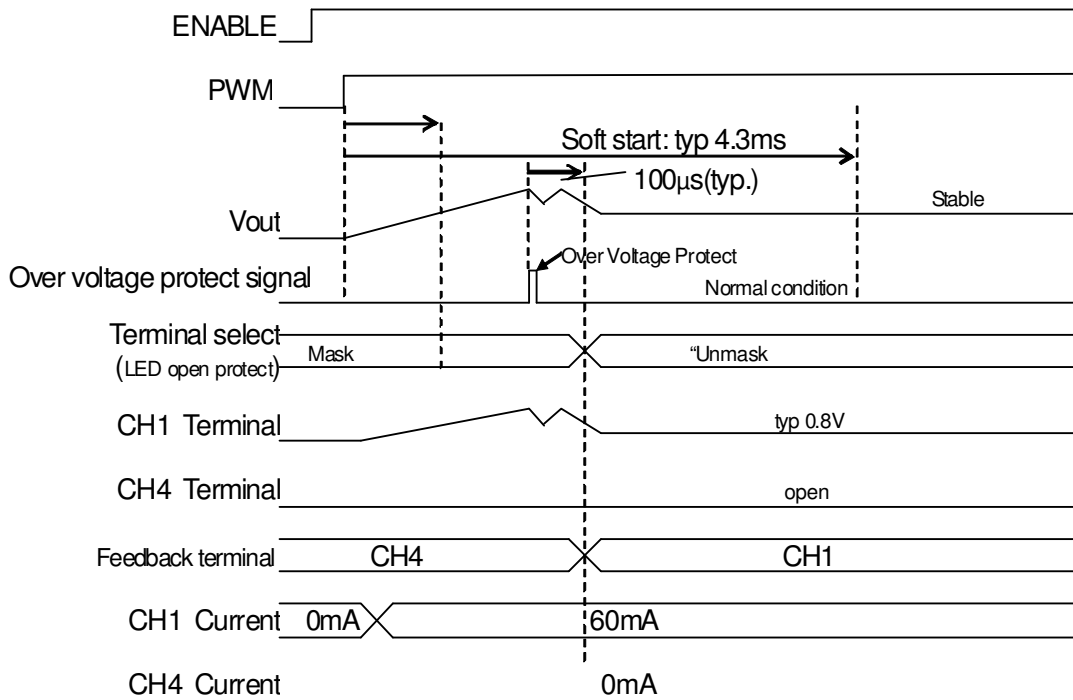 ENABLE
PWM
Soft start: typ 4.3ms
100μs(typ.)
Vout
Stable
Over Voltage Protect
Over voltage protect signal
Normal condition
Terminal select
(LED open protect)
Mask
“Unmask
CH1 Terminal
typ 0.8V
CH4 Terminal
open
Feedback terminal
CH4
CH1
CH1 Current
0mA
60mA
CH4 Current
0mA